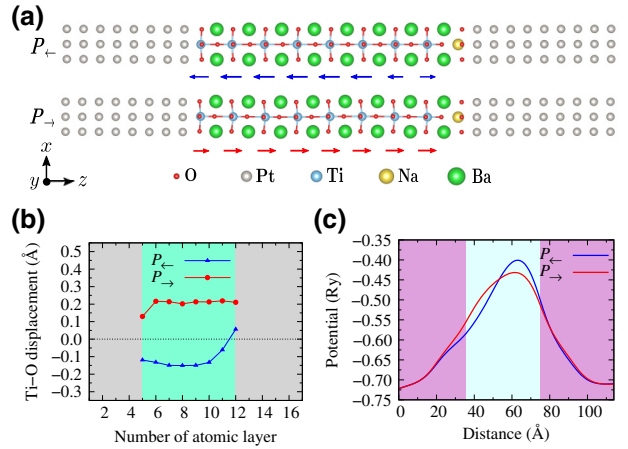 (a)
P←
P→
x
y z
O Pt Ti Na Ba
(b)
Ti−O displacement (Å)
0.5
0.4
0.3
0.2
0.1
0.0
−0.1
−0.2
−0.3
P←
P→
2 4 6 8 10 12 14 16
Number of atomic layer
(c)
Potential (Ry)
−0.35
−0.40
−0.45
−0.50
−0.55
−0.60
−0.65
−0.70
−0.75
P←
P→
0 20 40 60 80 100
Distance (Å)